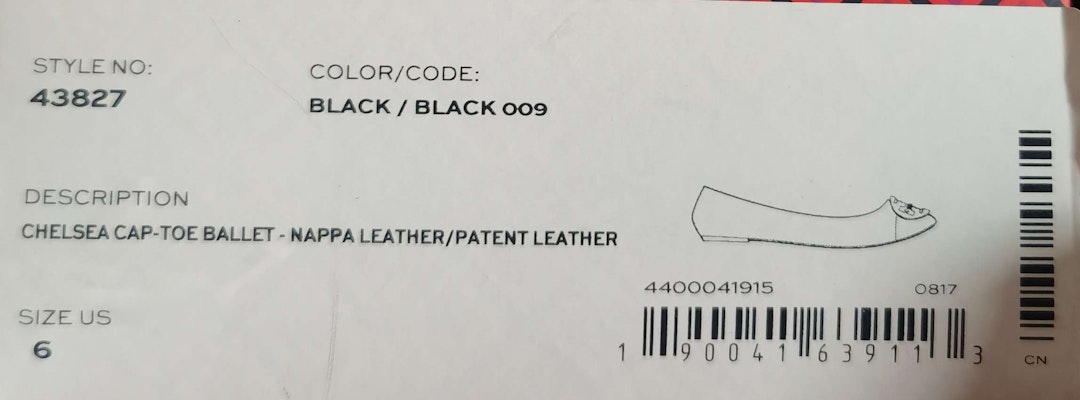 STYLE NO:
43827
COLOR/CODE:
BLACK / BLACK 009
DESCRIPTION
CHELSEA CAP-TOE BALLET - NAPPA LEATHER/PATENT LEATHER
SIZE US
6
4400041915 0817
1 90041 63911 3
CN